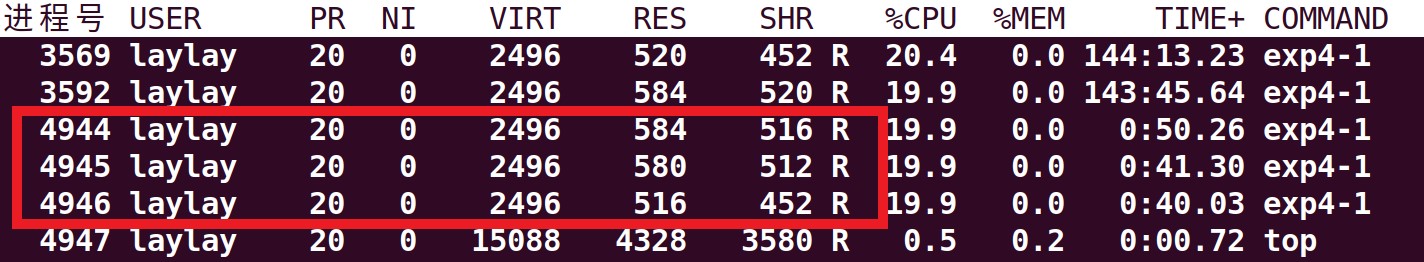 进程号 USER PR NI VIRT RES SHR %CPU %MEM TIME+ COMMAND
3569 laylay 20 0 2496 520 452 R 20.4 0.0 144:13.23 exp4-1
3592 laylay 20 0 2496 584 520 R 19.9 0.0 143:45.64 exp4-1
4944 laylay 20 0 2496 584 516 R 19.9 0.0 0:50.26 exp4-1
4945 laylay 20 0 2496 580 512 R 19.9 0.0 0:41.30 exp4-1
4946 laylay 20 0 2496 516 452 R 19.9 0.0 0:40.03 exp4-1
4947 laylay 20 0 15088 4328 3580 R 0.5 0.2 0:00.72 top